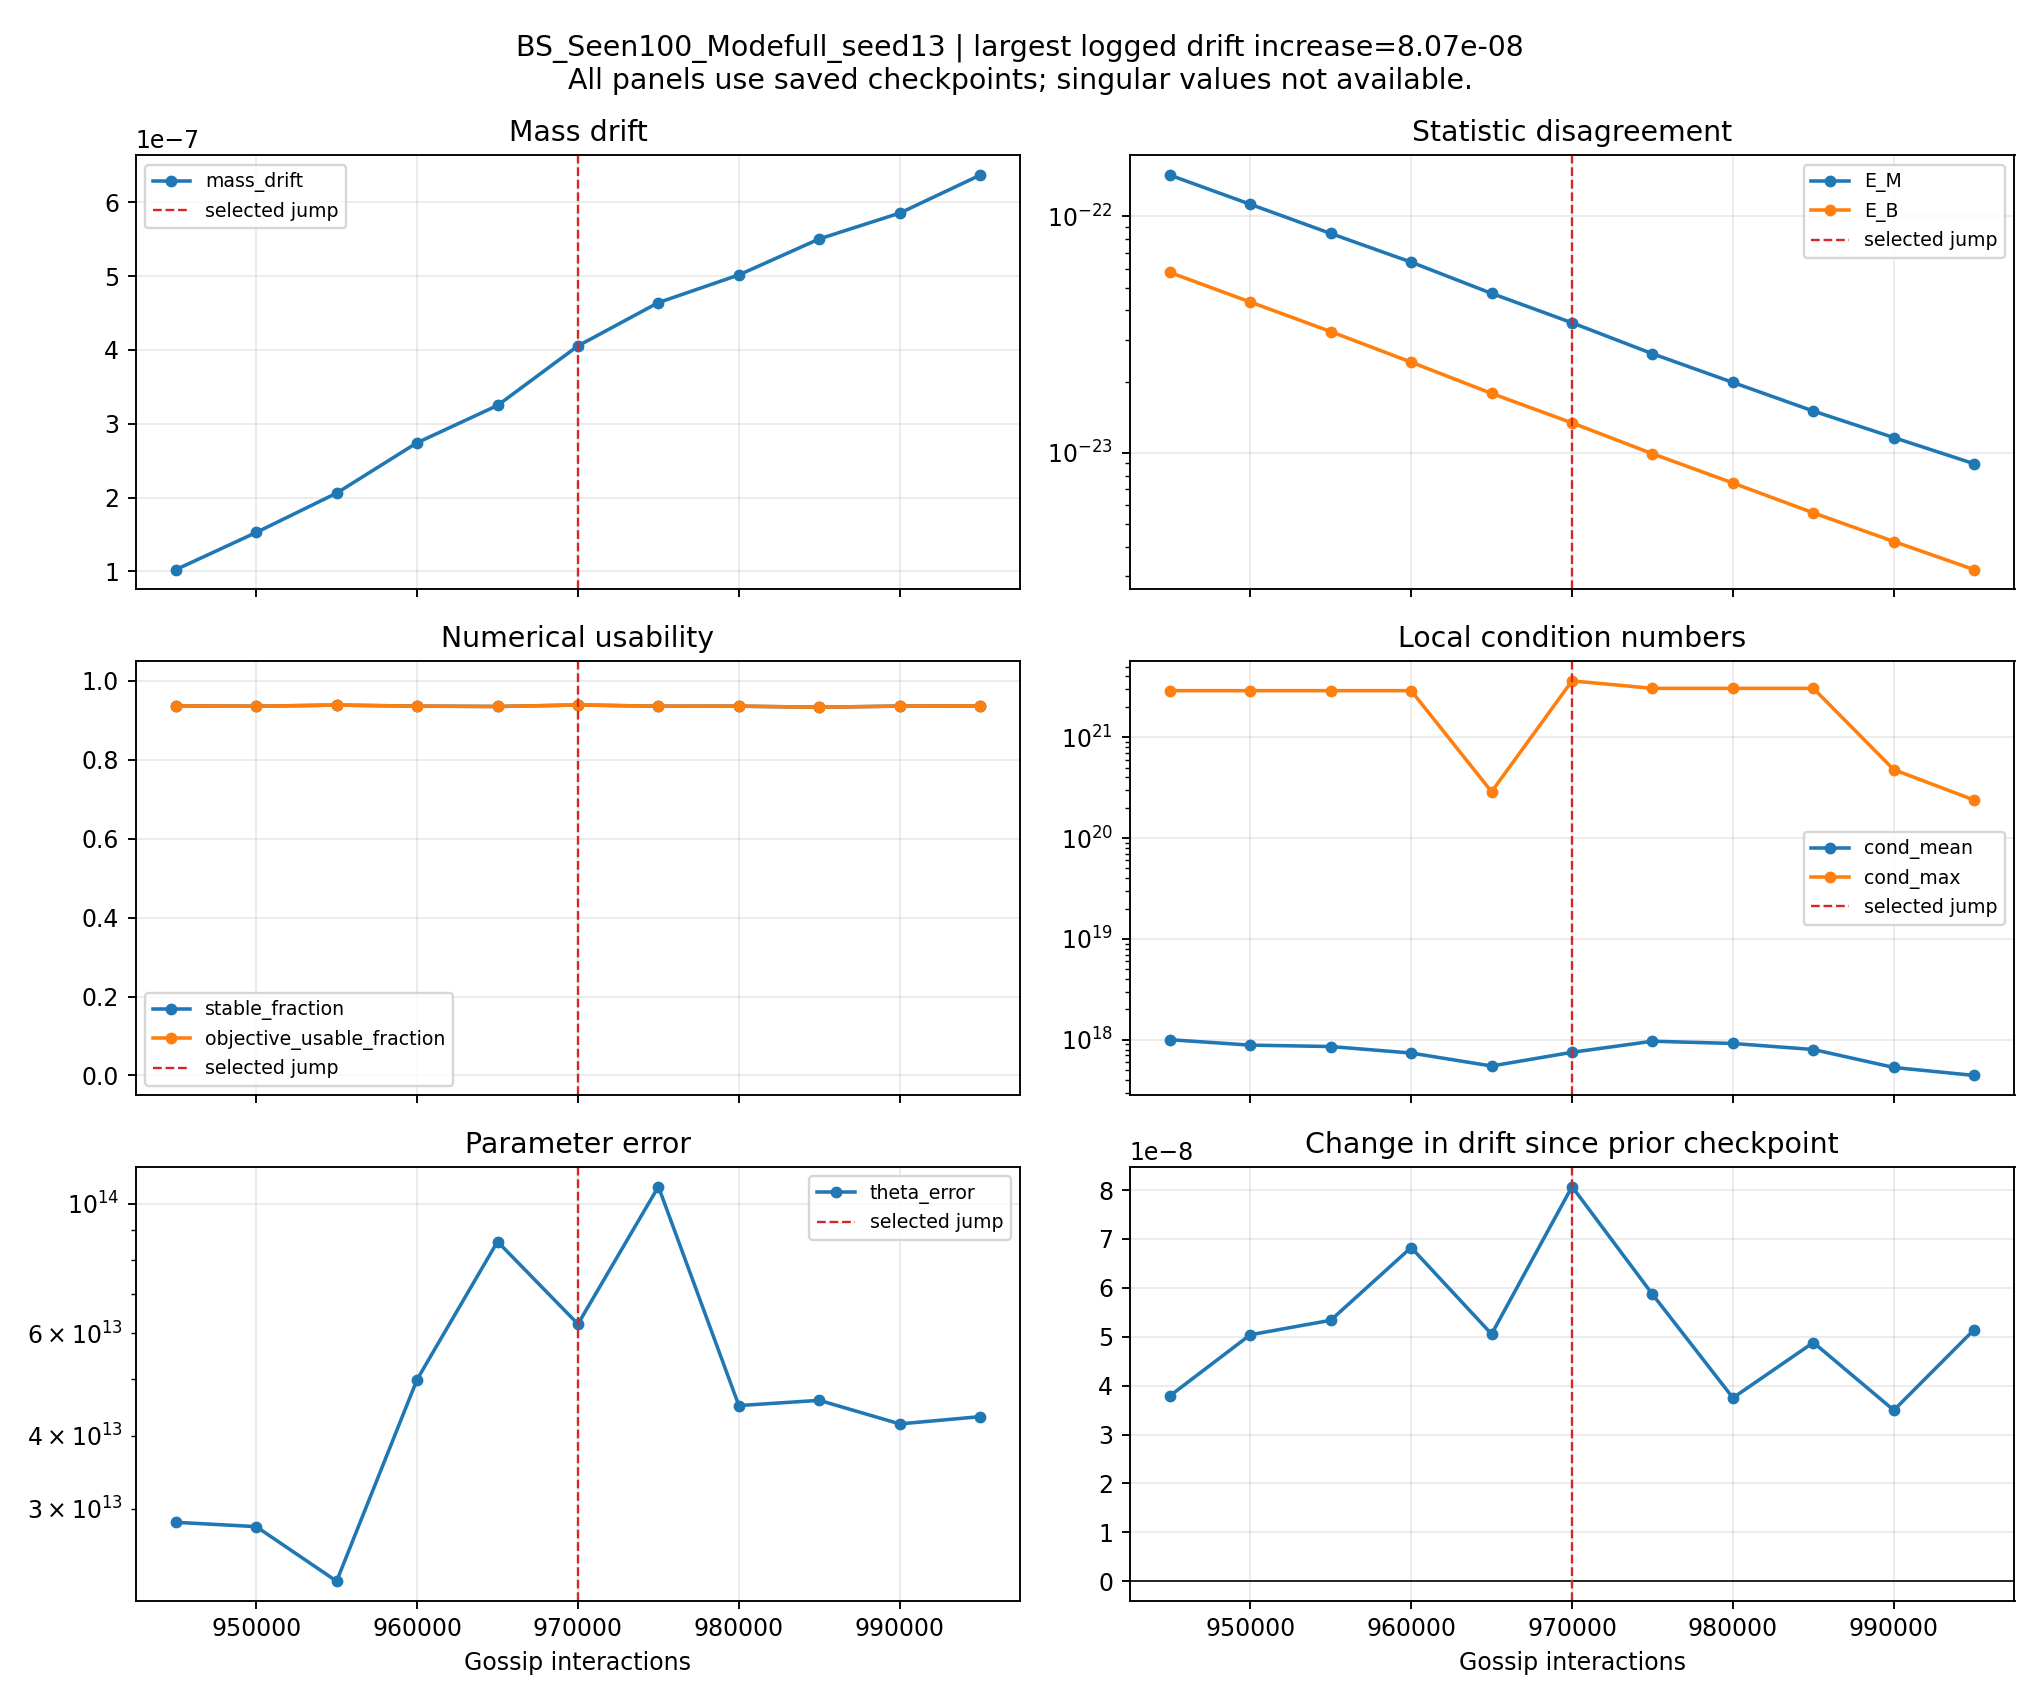 BS_Seen100_Modefull_seed13 | largest logged drift increase=8.07e-08
All panels use saved checkpoints; singular values not available.
Mass drift
1e−7
mass_drift
selected jump
6
5
4
3
2
1
Statistic disagreement
E_M
E_B
selected jump
10−22
10−23
Numerical usability
1.0
0.8
0.6
0.4
0.2
0.0
stable_fraction
objective_usable_fraction
selected jump
Local condition numbers
10^21
10^20
10^19
10^18
cond_mean
cond_max
selected jump
Parameter error
theta_error
selected jump
10^14
6 × 10^13
4 × 10^13
3 × 10^13
950000 960000 970000 980000 990000
Gossip interactions
Change in drift since prior checkpoint
1e−8
8
7
6
5
4
3
2
1
0
950000 960000 970000 980000 990000
Gossip interactions